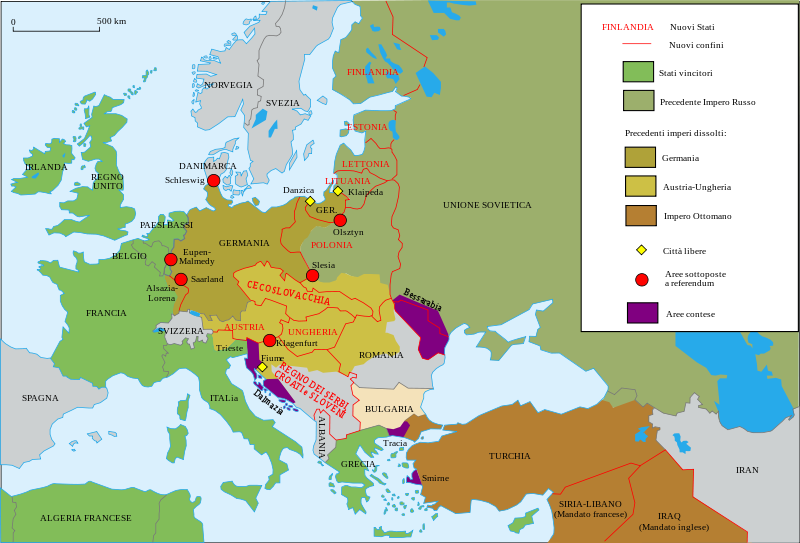 0
500 km
FINLANDIA
Nuovi Stati
Nuovi confini
Stati vincitori
Precedente Impero Russo
Precedenti imperi dissolti:
Germania
Austria-Ungheria
Impero Ottomano
Città libere
Aree sottoposte
a referendum
Aree contese
NORVEGIA
SVEZIA
FINLANDIA
ESTONIA
LETTONIA
LITUANIA
IRLANDA
REGNO
UNITO
DANIMARCA
Schleswig
Danzica
Klaipeda
GER.
Olsztyn
UNIONE SOVIETICA
PAESI BASSI
BELGIO
Eupen-
Malmedy
GERMANIA
POLONIA
Slesia
Saarland
Alsazia-
Lorena
CECOSLOVACCHIA
Bessarabia
FRANCIA
SVIZZERA
AUSTRIA
UNGHERIA
Klagenfurt
Trieste
Fiume
ROMANIA
REGNO DEI SERBI
CROATI e SLOVENI
SPAGNA
ITALia
Dalmazia
BULGARIA
ALBANIA
Tracia
GRECIA
Smirne
TURCHIA
IRAN
SIRIA-LIBANO
(Mandato francese)
IRAQ
(Mandato inglese)
ALGERIA FRANCESE